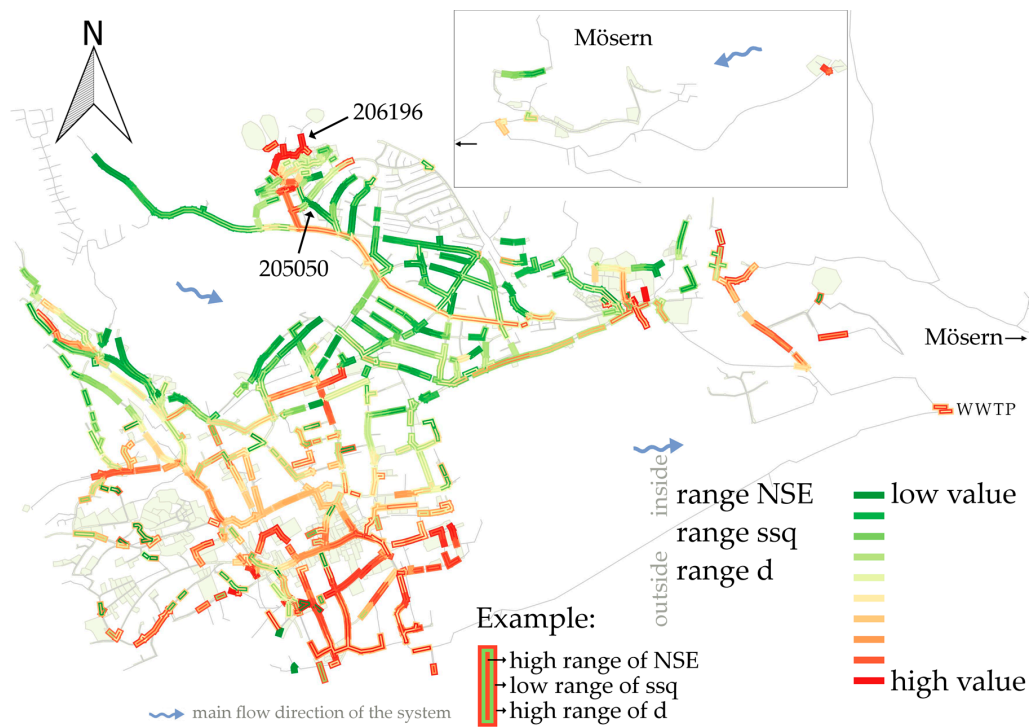 N
Mösern
206196
205050
Mösern
WWTP
inside
outside
range NSE
range ssq
range d
low value
high value
Example:
high range of NSE
low range of ssq
high range of d
main flow direction of the system